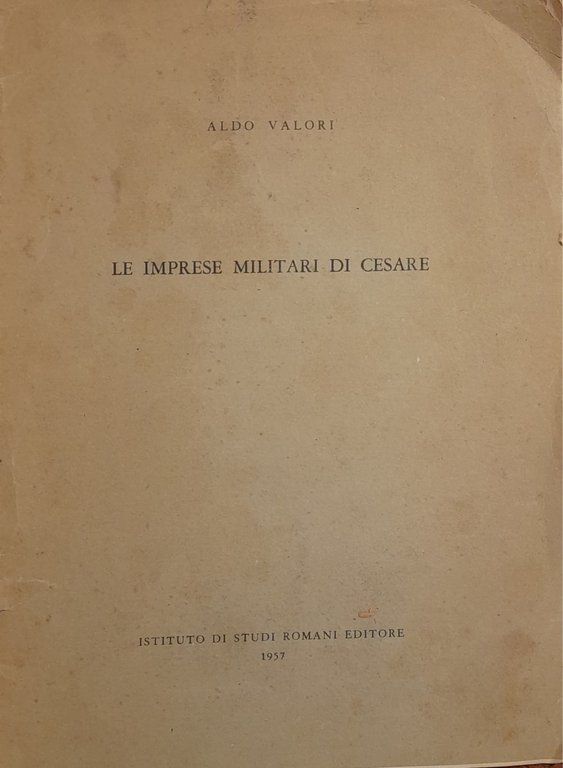 ALDO VALORI
LE IMPRESE MILITARI DI CESARE
ISTITUTO DI STUDI ROMANI EDITORE
1957